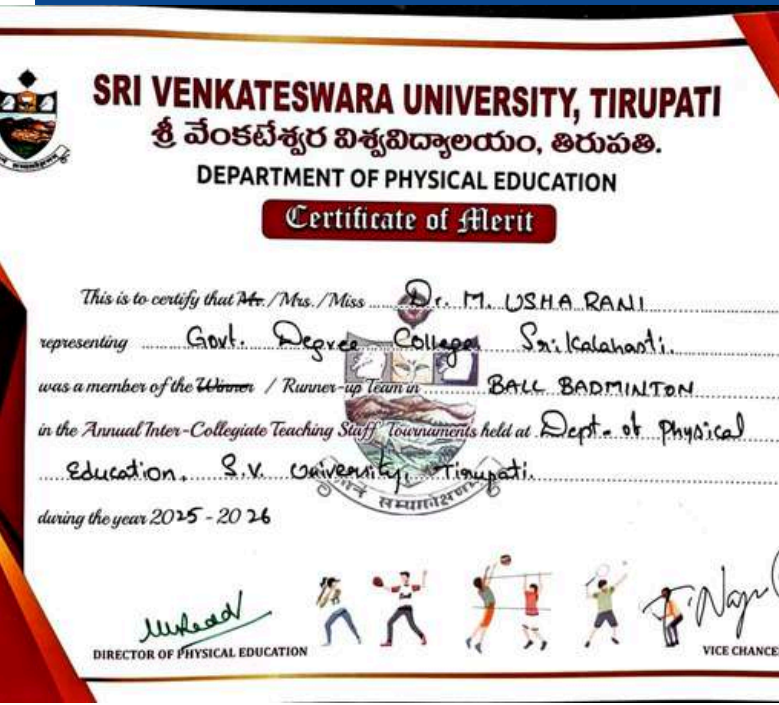 SRI VENKATESWARA UNIVERSITY, TIRUPATI
శ్రీ వేంకటేశ్వర విశ్వవిద్యాలయం, తిరుపతి.
DEPARTMENT OF PHYSICAL EDUCATION
Certificate of Merit
This is to certify that Mr. / Mrs. / Miss Dr. M. USHA RANI
representing Govt. Degree College Srikalahasti.
was a member of the Winner / Runner-up Team in BALL BADMINTON
in the Annual Inter-Collegiate Teaching Staff Tournaments held at Dept. of Physical
Education, S.V. University, Tirupati.
during the year 2025 - 2026
DIRECTOR OF PHYSICAL EDUCATION
VICE CHANCE